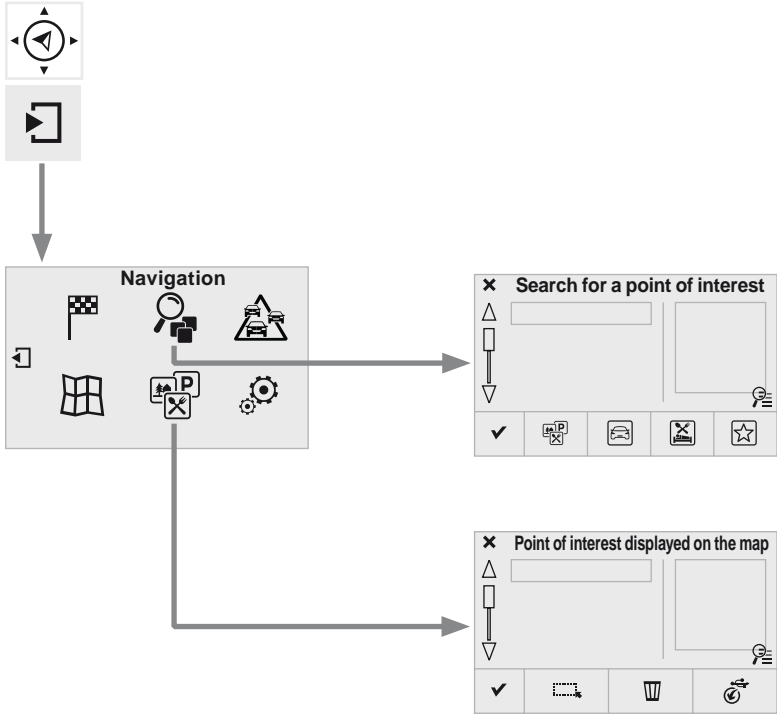 Navigation
P
Search for a point of interest
P
Point of interest displayed on the map